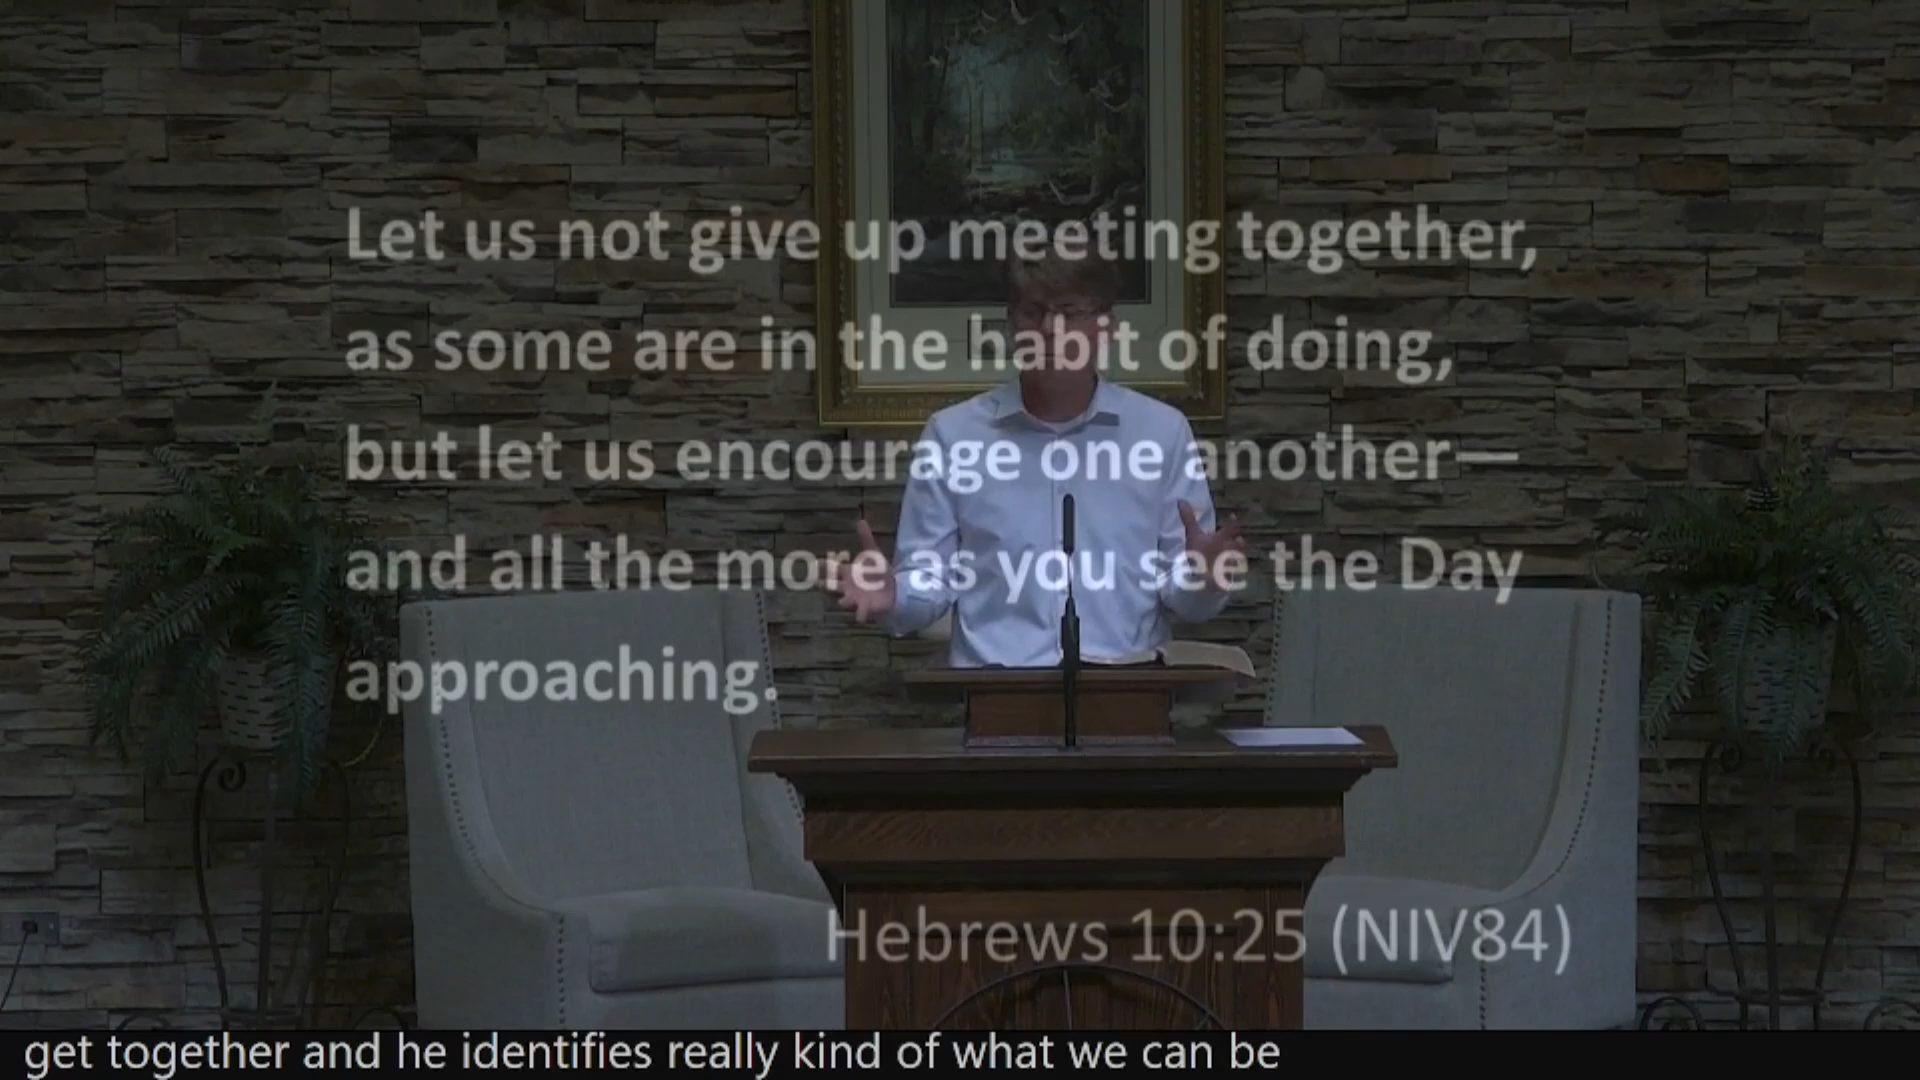 Let us not give up meeting together,
as some are in the habit of doing,
but let us encourage one another—
and all the more as you see the Day
approaching.
Hebrews 10:25 (NIV84)
get together and he identifies really kind of what we can be